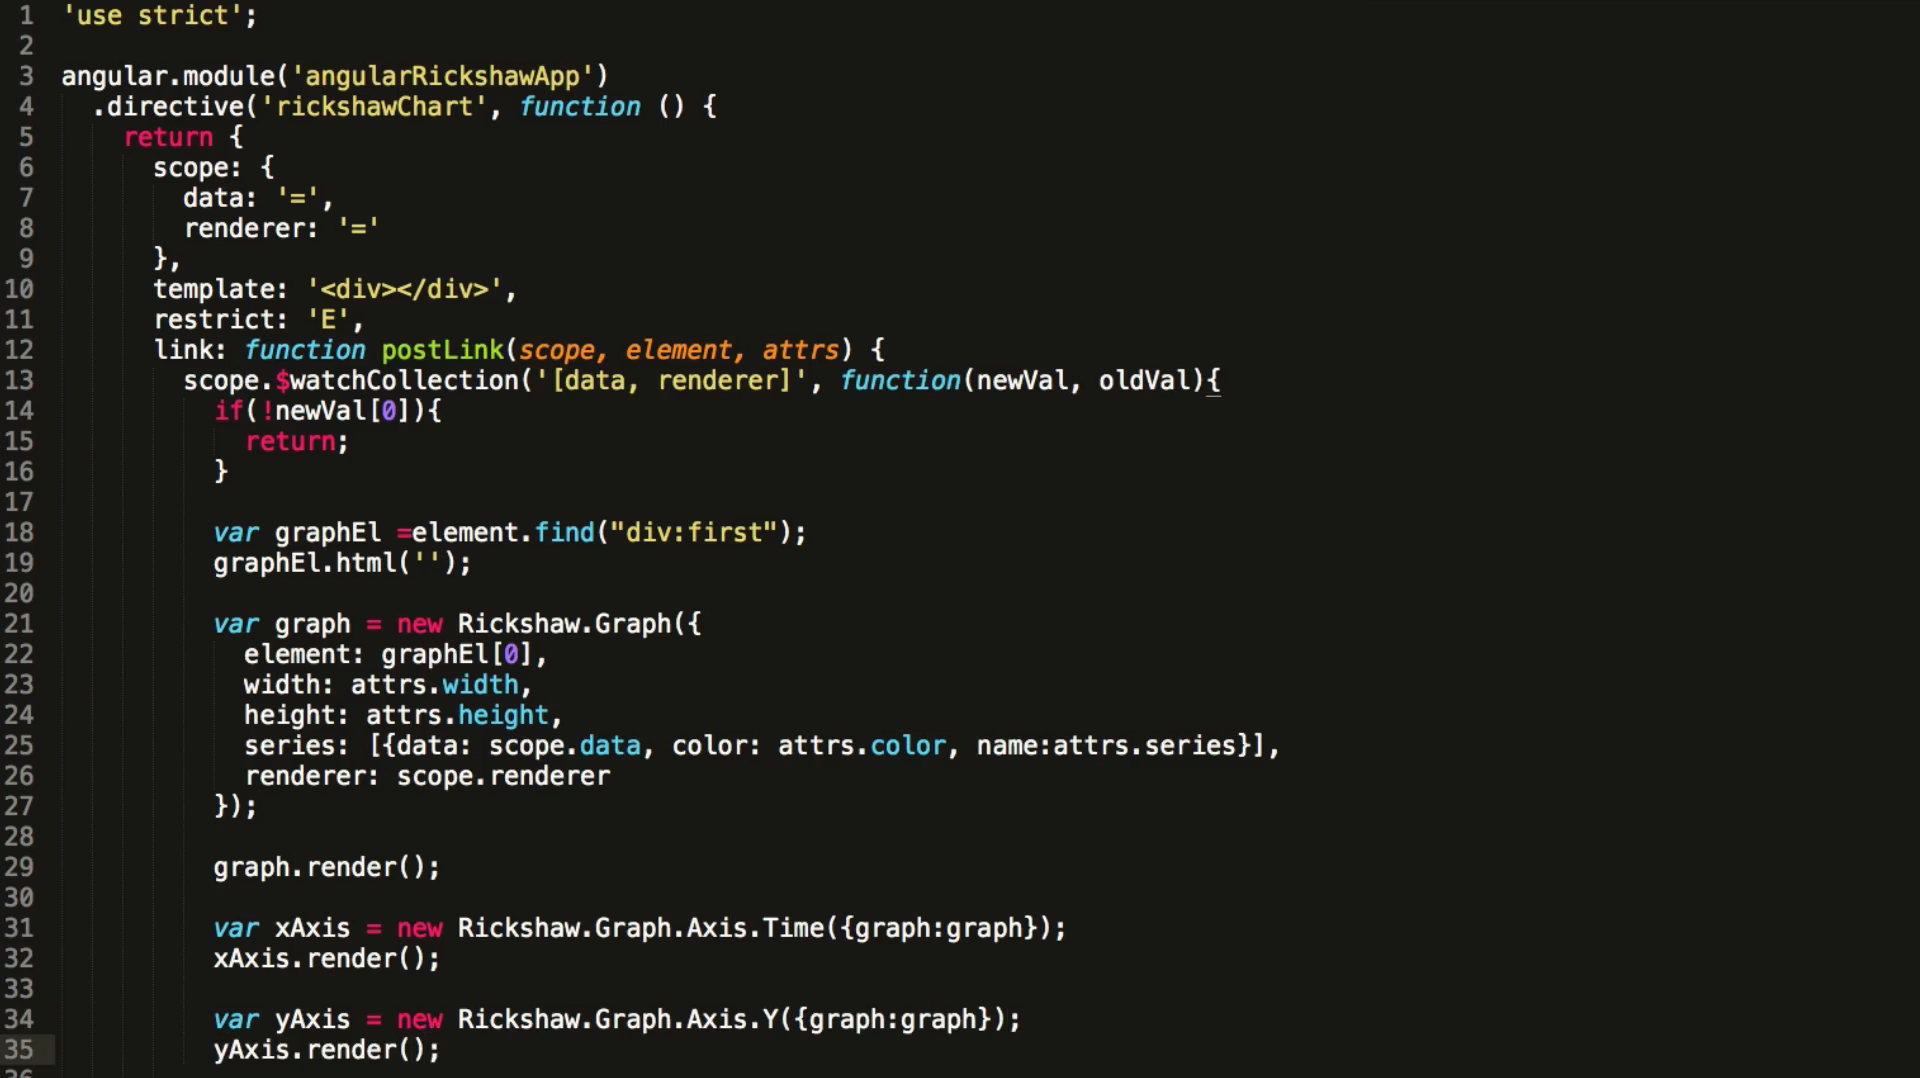 1 'use strict';
2
3 angular.module('angularRickshawApp')
4 .directive('rickshawChart', function () {
5 return {
6 scope: {
7 data: '=',
8 renderer: '='
9 },
10 template: '<div></div>',
11 restrict: 'E',
12 link: function postLink(scope, element, attrs) {
13 scope.$watchCollection('[data, renderer]', function(newVal, oldVal){
14 if(!newVal[0]){
15 return;
16 }
17
18 var graphEl =element.find("div:first");
19 graphEl.html('');
20
21 var graph = new Rickshaw.Graph({
22 element: graphEl[0],
23 width: attrs.width,
24 height: attrs.height,
25 series: [{data: scope.data, color: attrs.color, name:attrs.series}],
26 renderer: scope.renderer
27 });
28
29 graph.render();
30
31 var xAxis = new Rickshaw.Graph.Axis.Time({graph:graph});
32 xAxis.render();
33
34 var yAxis = new Rickshaw.Graph.Axis.Y({graph:graph});
35 yAxis.render();
36